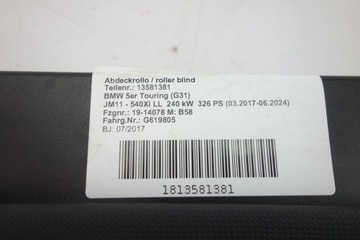 Abdeckrollo / roller blind
Teilenr.: 13581381
BMW 5er Touring (G31)
JM11 - 540Xi LL 240 kW 326 PS (03.2017-06.2024)
Fzgnr.: 19-14078 M: B58
Fahrg.Nr.: G619805
BJ: 07/2017
1813581381